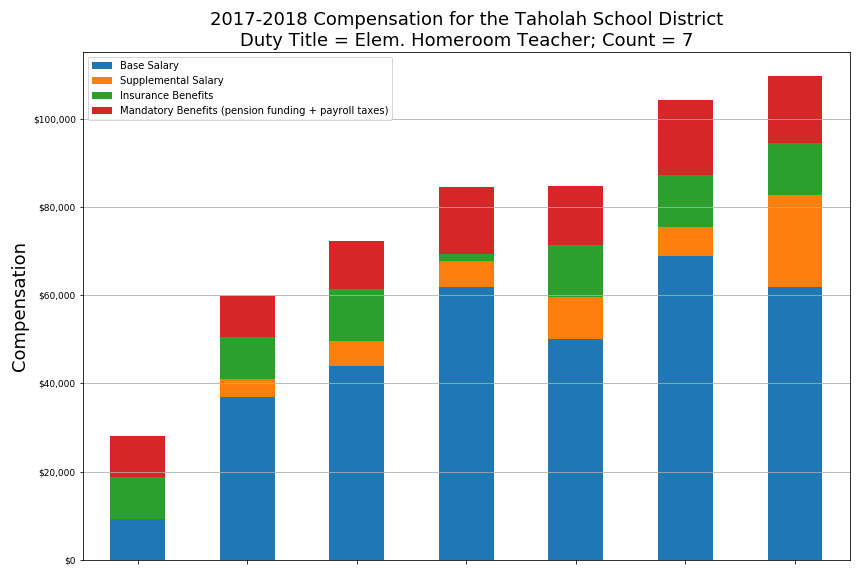 2017-2018 Compensation for the Taholah School District
Duty Title = Elem. Homeroom Teacher; Count = 7
Base Salary
Supplemental Salary
Insurance Benefits
Mandatory Benefits (pension funding + payroll taxes)
$100,000
$80,000
$60,000
$40,000
$20,000
$0
Compensation